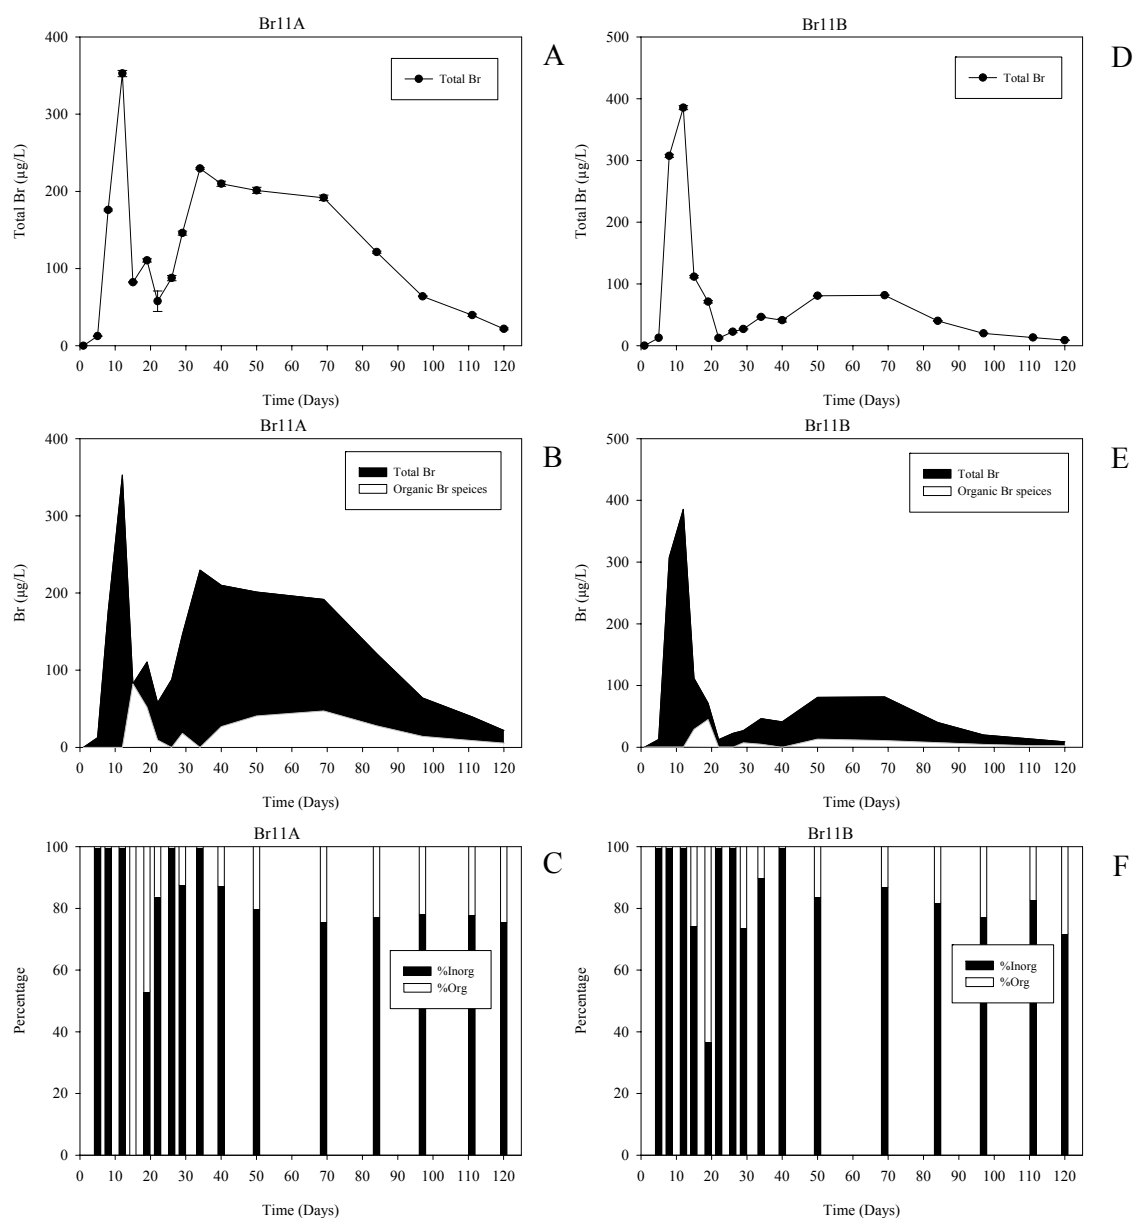 Br11A
A
400
300
200
100
0
Total Br (µg/L)
Total Br
0 10 20 30 40 50 60 70 80 90 100 110 120
Time (Days)
Br11B
D
500
400
300
200
100
0
Total Br (µg/L)
Total Br
0 10 20 30 40 50 60 70 80 90 100 110 120
Time (Days)
Br11A
B
400
300
200
100
0
Br (µg/L)
Total Br
Organic Br speices
0 10 20 30 40 50 60 70 80 90 100 110 120
Time (Days)
Br11B
E
500
400
300
200
100
0
Br (µg/L)
Total Br
Organic Br speices
0 10 20 30 40 50 60 70 80 90 100 110 120
Time (Days)
Br11A
C
100
80
60
40
20
0
Percentage
%Inorg
%Org
0 10 20 30 40 50 60 70 80 90 100 110 120
Time (Days)
Br11B
F
100
80
60
40
20
0
Percentage
%Inorg
%Org
0 10 20 30 40 50 60 70 80 90 100 110 120
Time (Days)